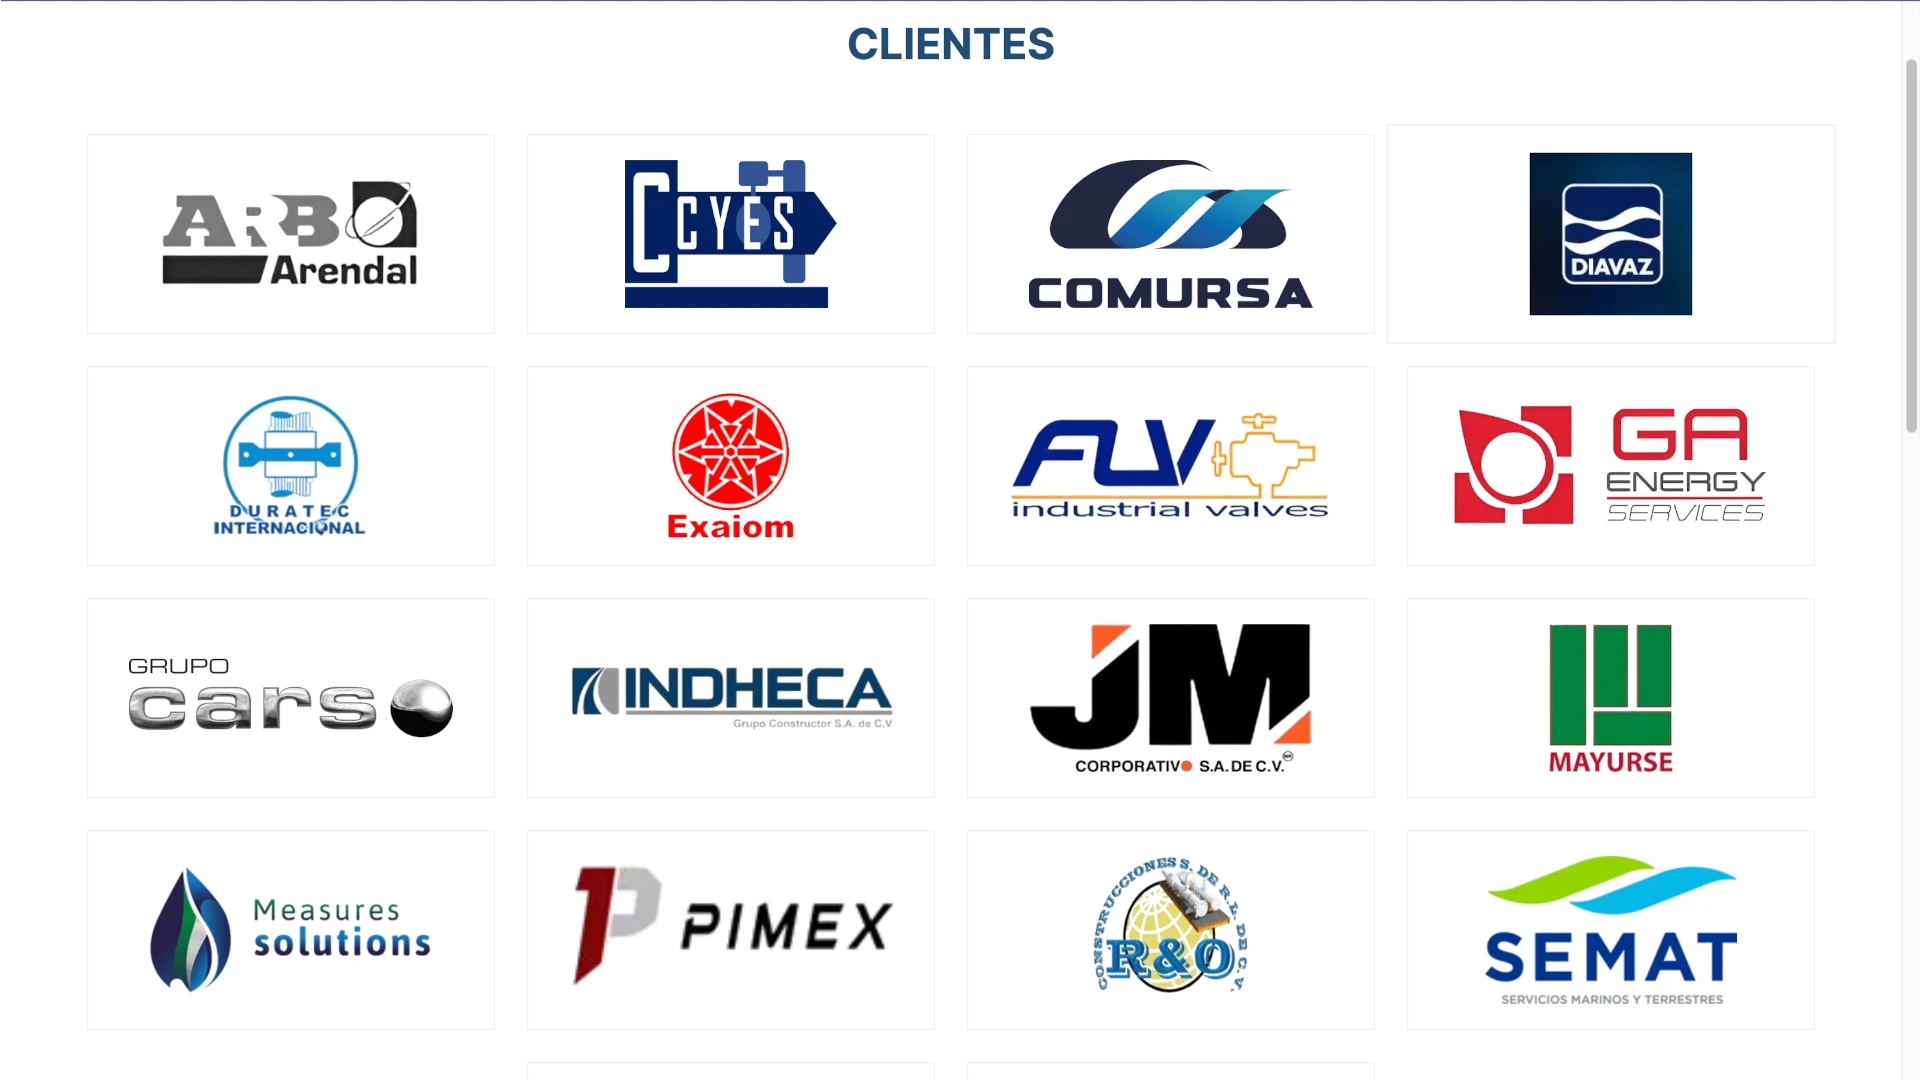 CLIENTES
ARB
Arendal
CCYES
COMURSA
DIAVAZ
DURATEC
INTERNACIONAL
Exaiom
FLV
industrial valves
GA
ENERGY
SERVICES
GRUPO
carso
INDHECA
Grupo Constructor S.A. de C.V
JM
CORPORATIVO S.A. DE C.V.
MR
MAYURSE
Measures
solutions
PIMEX
CONSTRUCCIONES S. DE R.L. DE C.V.
R&O
SEMAT
SERVICIOS MARINOS Y TERRESTRES